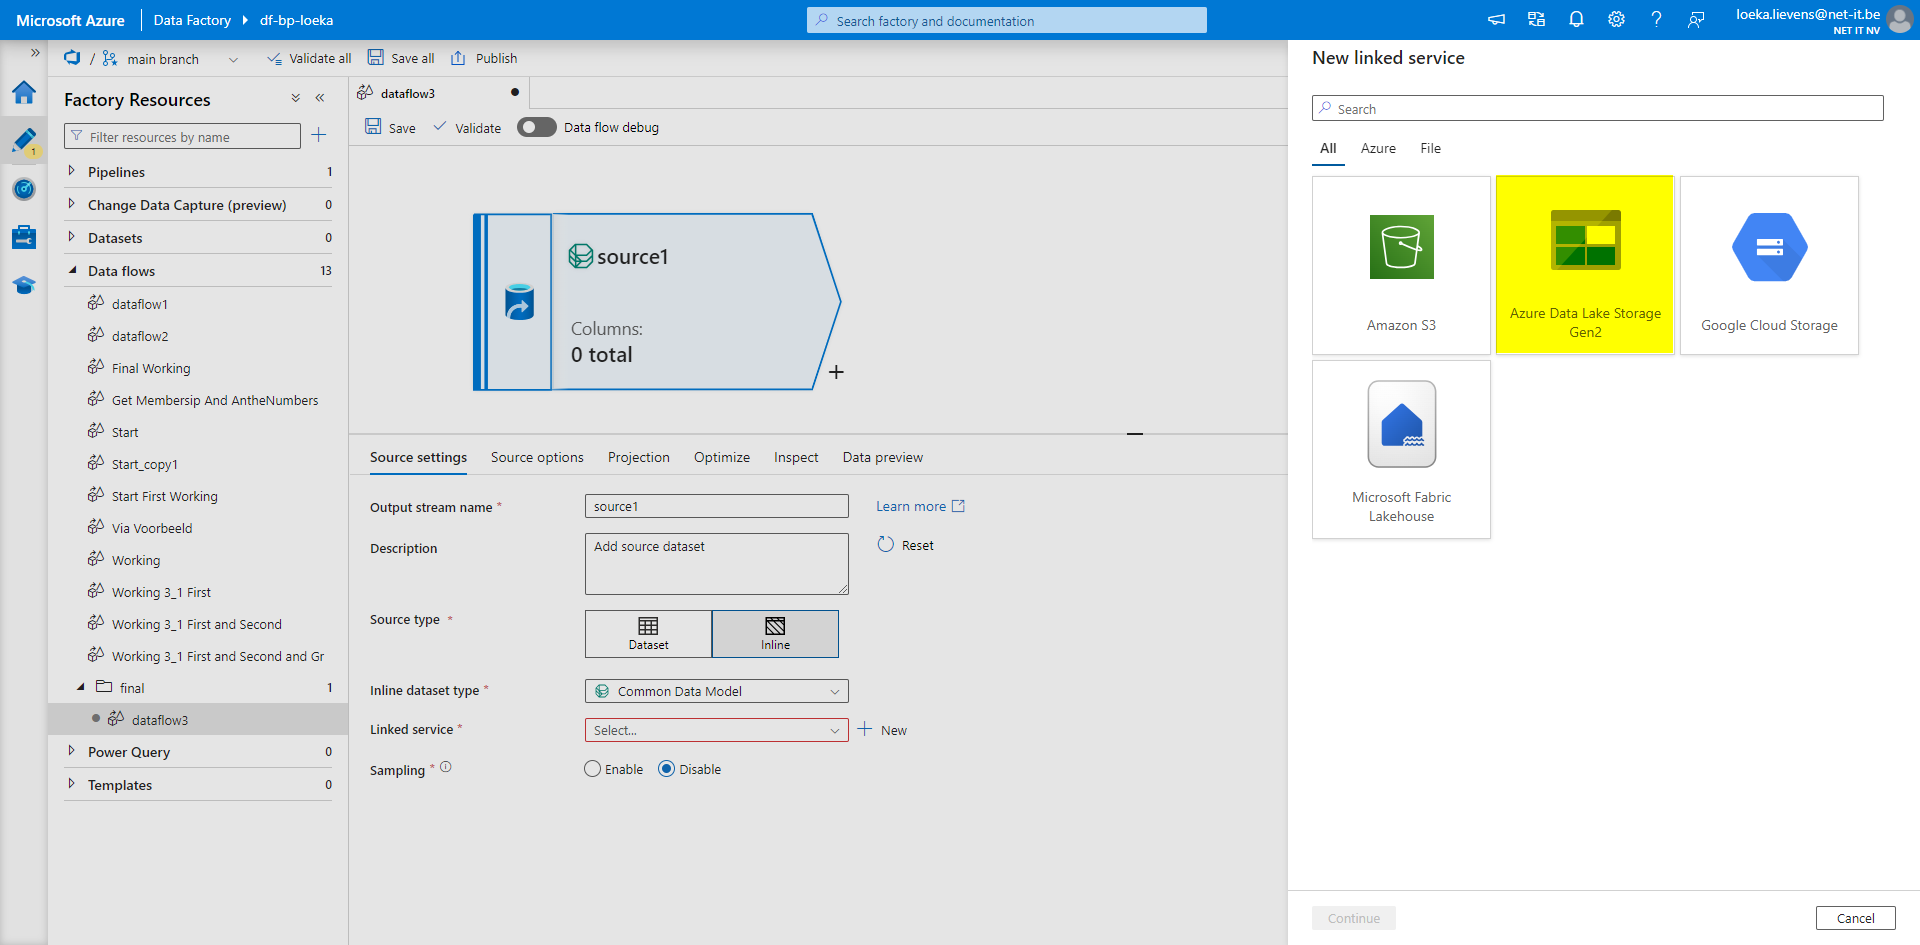 Microsoft Azure
Data Factory
df-bp-loeka
Search factory and documentation
loeka.lievens@net-it.be
NET IT NV
/
main branch
Validate all
Save all
Publish
Factory Resources
Filter resources by name
1
Pipelines 1
Change Data Capture (preview) 0
Datasets 0
Data flows 13
dataflow1
dataflow2
Final Working
Get Membersip And AntheNumbers
Start
Start_copy1
Start First Working
Via Voorbeeld
Working
Working 3_1 First
Working 3_1 First and Second
Working 3_1 First and Second and Gr
final 1
dataflow3
Power Query 0
Templates 0
dataflow3
Save
Validate
Data flow debug
source1
Columns:
0 total
Source settings
Source options
Projection
Optimize
Inspect
Data preview
Output stream name *
source1
Learn more
Description
Add source dataset
Reset
Source type *
Dataset
Inline
Inline dataset type *
Common Data Model
Linked service *
Select...
New
Sampling *
Enable
Disable
New linked service
Search
All
Azure
File
Amazon S3
Azure Data Lake Storage
Gen2
Google Cloud Storage
Microsoft Fabric
Lakehouse
Continue
Cancel